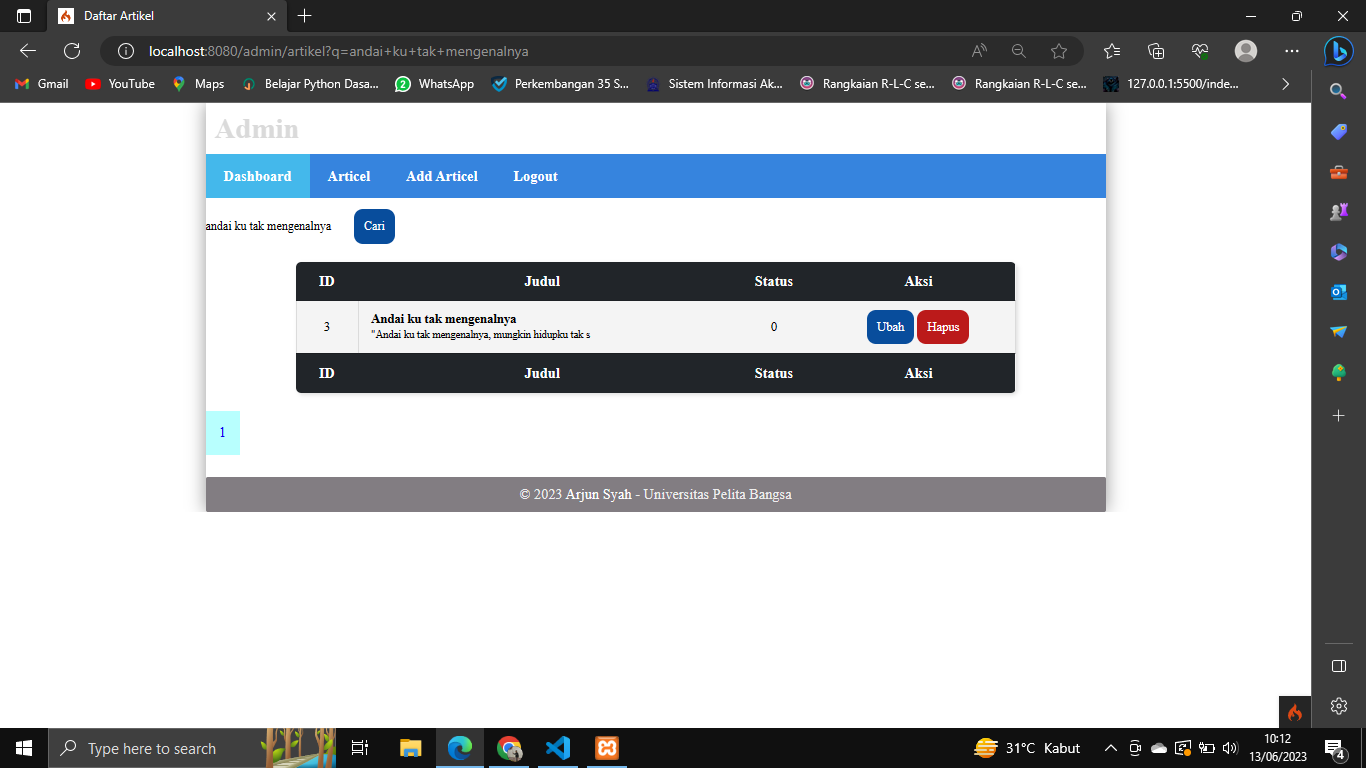 Daftar Artikel
localhost:8080/admin/artikel?q=andai+ku+tak+mengenalnya
Gmail YouTube Maps Belajar Python Dasa... 2 WhatsApp Perkembangan 35 S... Sistem Informasi Ak... Rangkaian R-L-C se... Rangkaian R-L-C se... 127.0.0.1:5500/inde...
Admin
Dashboard Articel Add Articel Logout
andai ku tak mengenalnya Cari
ID Judul Status Aksi
3 Andai ku tak mengenalnya 0 Ubah Hapus
"Andai ku tak mengenalnya, mungkin hidupku tak s
ID Judul Status Aksi
1
© 2023 Arjun Syah - Universitas Pelita Bangsa
Type here to search
31°C Kabut
10:12
13/06/2023
4